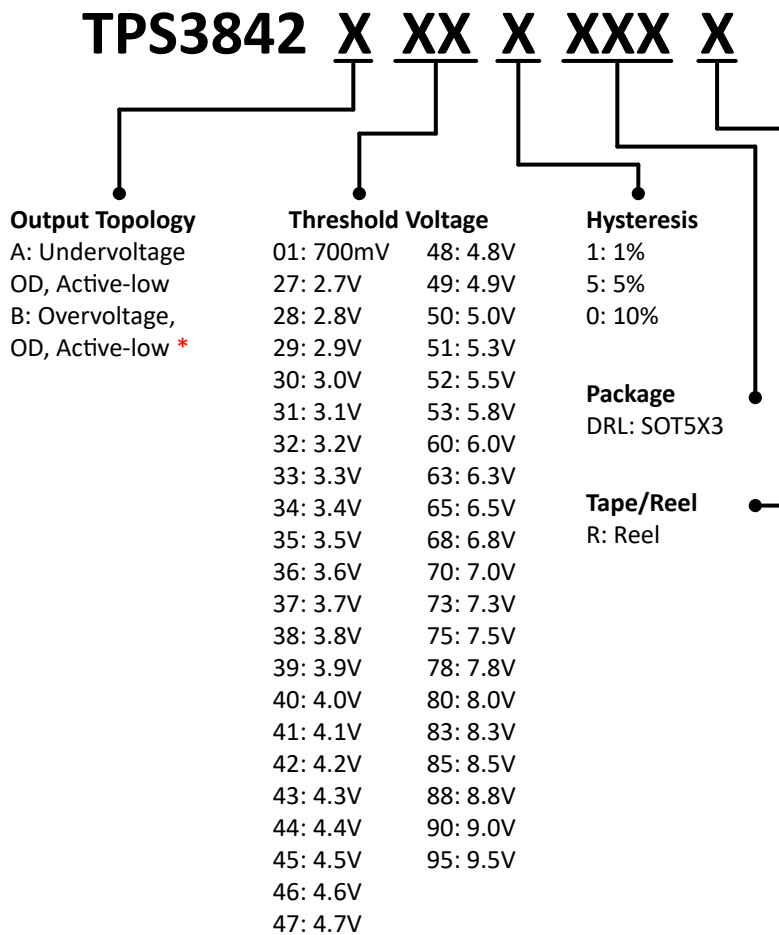 TPS3842 X XX X XXX X
Output Topology
A: Undervoltage
OD, Active-low
B: Overvoltage,
OD, Active-low *
Threshold Voltage
01: 700mV
27: 2.7V
28: 2.8V
29: 2.9V
30: 3.0V
31: 3.1V
32: 3.2V
33: 3.3V
34: 3.4V
35: 3.5V
36: 3.6V
37: 3.7V
38: 3.8V
39: 3.9V
40: 4.0V
41: 4.1V
42: 4.2V
43: 4.3V
44: 4.4V
45: 4.5V
46: 4.6V
47: 4.7V
48: 4.8V
49: 4.9V
50: 5.0V
51: 5.3V
52: 5.5V
53: 5.8V
60: 6.0V
63: 6.3V
65: 6.5V
68: 6.8V
70: 7.0V
73: 7.3V
75: 7.5V
78: 7.8V
80: 8.0V
83: 8.3V
85: 8.5V
88: 8.8V
90: 9.0V
95: 9.5V
Hysteresis
1: 1%
5: 5%
0: 10%
Package
DRL: SOT5X3
Tape/Reel
R: Reel